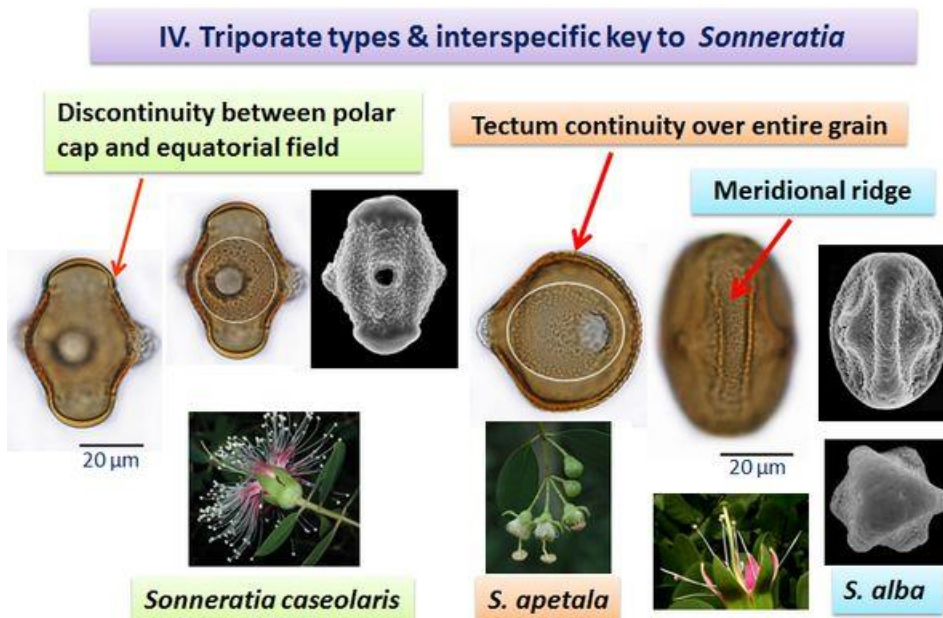 IV. Triporate types & interspecific key to Sonneratia
Discontinuity between polar
cap and equatorial field
Tectum continuity over entire grain
Meridional ridge
20 µm
20 µm
Sonneratia caseolaris
S. apetala
S. alba